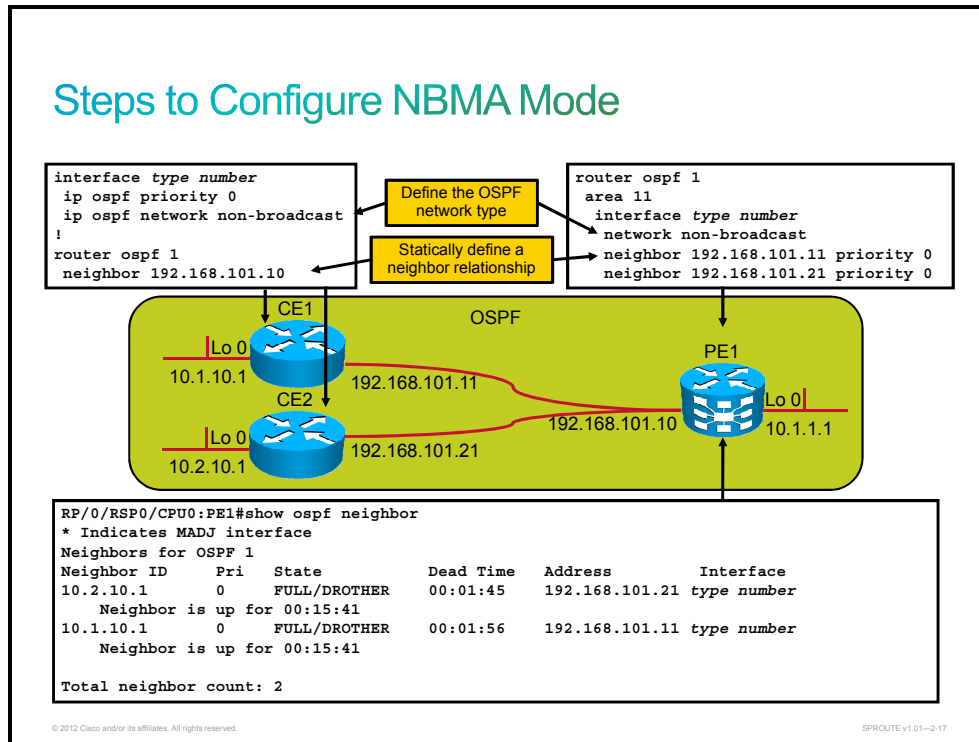 Steps to Configure NBMA Mode
interface type number
ip ospf priority 0
ip ospf network non-broadcast
!
router ospf 1
neighbor 192.168.101.10
Define the OSPF
network type
Statically define a
neighbor relationship
router ospf 1
area 11
interface type number
network non-broadcast
neighbor 192.168.101.11 priority 0
neighbor 192.168.101.21 priority 0
OSPF
CE1
Lo 0
10.1.10.1
192.168.101.11
CE2
Lo 0
10.2.10.1
192.168.101.21
PE1
192.168.101.10
Lo 0
10.1.1.1
RP/0/RSP0/CPU0:PE1#show ospf neighbor
* Indicates MADJ interface
Neighbors for OSPF 1
Neighbor ID Pri State Dead Time Address Interface
10.2.10.1 0 FULL/DROTHER 00:01:45 192.168.101.21 type number
Neighbor is up for 00:15:41
10.1.10.1 0 FULL/DROTHER 00:01:56 192.168.101.11 type number
Neighbor is up for 00:15:41
Total neighbor count: 2
© 2012 Cisco and/or its affiliates. All rights reserved.
SPROUTE v1.01—2-17